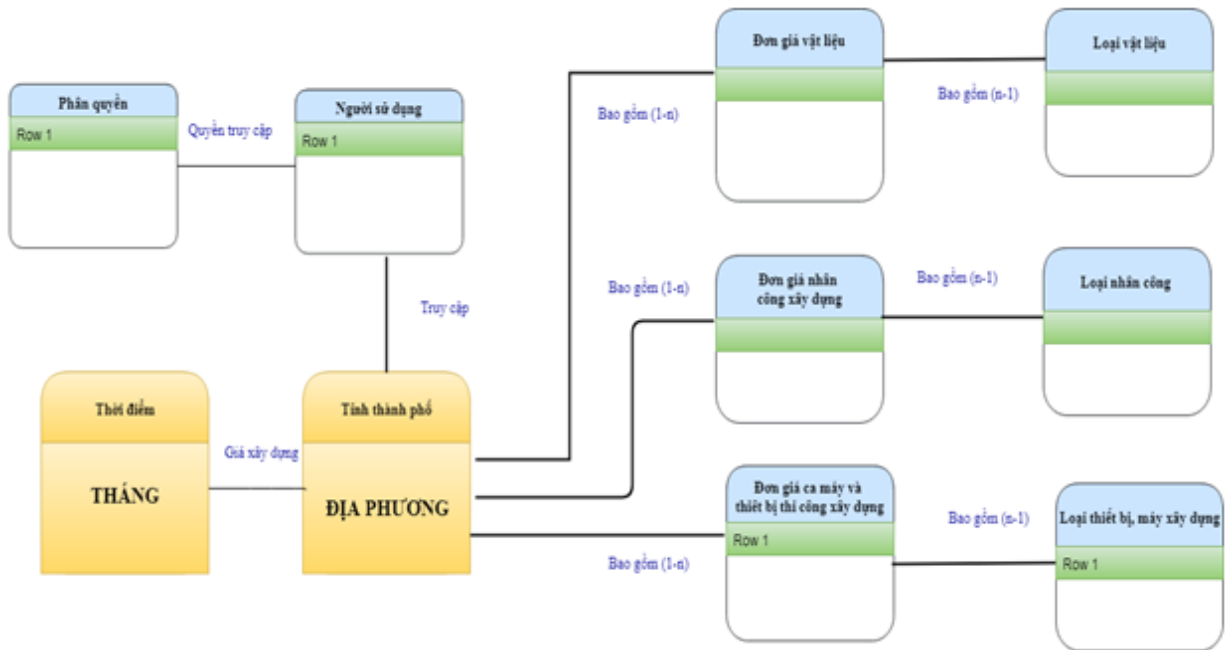 Phân quyền
Row 1
Quyền truy cập
Người sử dụng
Row 1
Truy cập
Thời điểm
THÁNG
Giá xây dựng
Tỉnh thành phố
ĐỊA PHƯƠNG
Bao gồm (1-n)
Đơn giá vật liệu
Bao gồm (n-1)
Loại vật liệu
Bao gồm (1-n)
Đơn giá nhân
công xây dựng
Bao gồm (n-1)
Loại nhân công
Bao gồm (1-n)
Đơn giá ca máy và
thiết bị thi công xây dựng
Row 1
Bao gồm (n-1)
Loại thiết bị, máy xây dựng
Row 1